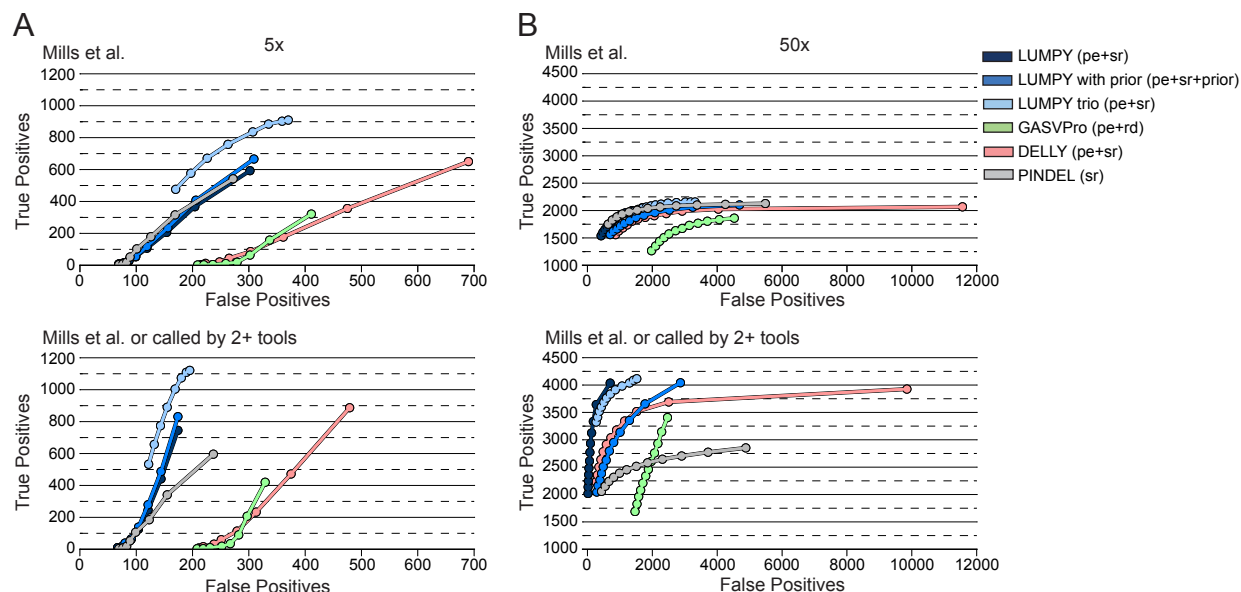 A
Mills et al.
5x
True Positives
1200
1000
800
600
400
200
0
0 100 200 300 400 500 600 700
False Positives
Mills et al. or called by 2+ tools
True Positives
1200
1000
800
600
400
200
0
0 100 200 300 400 500 600 700
False Positives
B
Mills et al.
50x
True Positives
4500
4000
3500
3000
2500
2000
1500
1000
0 2000 4000 6000 8000 10000 12000
False Positives
Mills et al. or called by 2+ tools
True Positives
4500
4000
3500
3000
2500
2000
1500
1000
0 2000 4000 6000 8000 10000 12000
False Positives
LUMPY (pe+sr)
LUMPY with prior (pe+sr+prior)
LUMPY trio (pe+sr)
GASVPro (pe+rd)
DELLY (pe+sr)
PINDEL (sr)